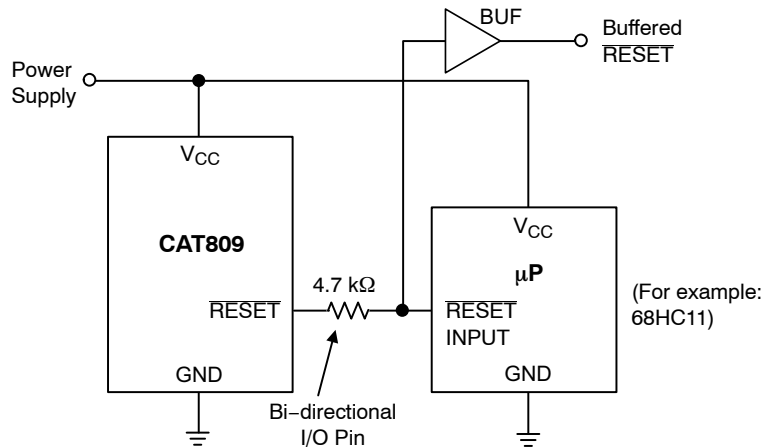 BUF
Buffered
RESET
Power
Supply
VCC
CAT809
RESET
GND
4.7 kΩ
Bi−directional
I/O Pin
VCC
μP
RESET
INPUT
GND
(For example:
68HC11)